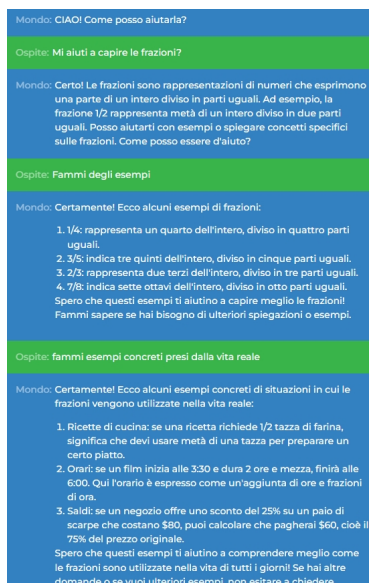 Mondo: CIAO! Come posso aiutarla?
Ospite: Mi aiuti a capire le frazioni?
Mondo: Certo! Le frazioni sono rappresentazioni di numeri che esprimono
una parte di un intero diviso in parti uguali. Ad esempio, la
frazione 1/2 rappresenta metà di un intero diviso in due parti
uguali. Posso aiutarti con esempi o spiegare concetti specifici
sulle frazioni. Come posso essere d'aiuto?
Ospite: Fammi degli esempi
Mondo: Certamente! Ecco alcuni esempi di frazioni:
1. 1/4: rappresenta un quarto dell'intero, diviso in quattro parti
uguali.
2. 3/5: indica tre quinti dell'intero, diviso in cinque parti uguali.
3. 2/3: rappresenta due terzi dell'intero, diviso in tre parti uguali.
4. 7/8: indica sette ottavi dell'intero, diviso in otto parti uguali.
Spero che questi esempi ti aiutino a capire meglio le frazioni!
Fammi sapere se hai bisogno di ulteriori spiegazioni o esempi.
Ospite: fammi esempi concreti presi dalla vita reale
Mondo: Certamente! Ecco alcuni esempi concreti di situazioni in cui le
frazioni vengono utilizzate nella vita reale:
1. Ricette di cucina: se una ricetta richiede 1/2 tazza di farina,
significa che devi usare metà di una tazza per preparare un
certo piatto.
2. Orari: se un film inizia alle 3:30 e dura 2 ore e mezza, finirà alle
6:00. Qui l'orario è espresso come un'aggiunta di ore e frazioni
di ora.
3. Saldi: se un negozio offre uno sconto del 25% su un paio di
scarpe che costano $80, puoi calcolare che pagherai $60, cioè il
75% del prezzo originale.
Spero che questi esempi ti aiutino a comprendere meglio come
le frazioni sono utilizzate nella vita di tutti i giorni! Se hai altre
domande o se vuoi ulteriori esempi, non esitare a chiedere